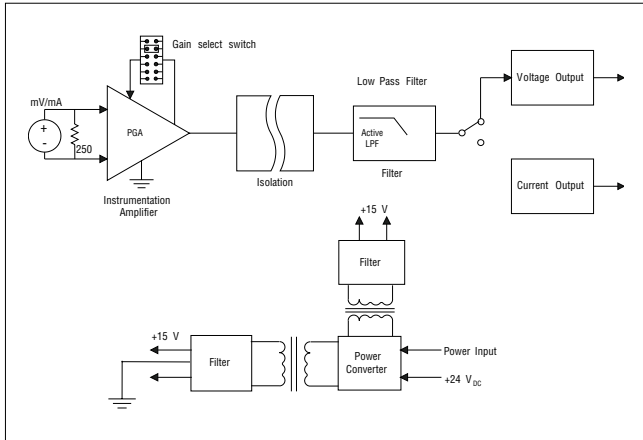 Gain select switch
mV/mA
+
-
250
PGA
Instrumentation
Amplifier
Isolation
Low Pass Filter
Active
LPF
Filter
Voltage Output
Current Output
+15 V
Filter
+15 V
Filter
Power
Converter
Power Input
+24 VDC